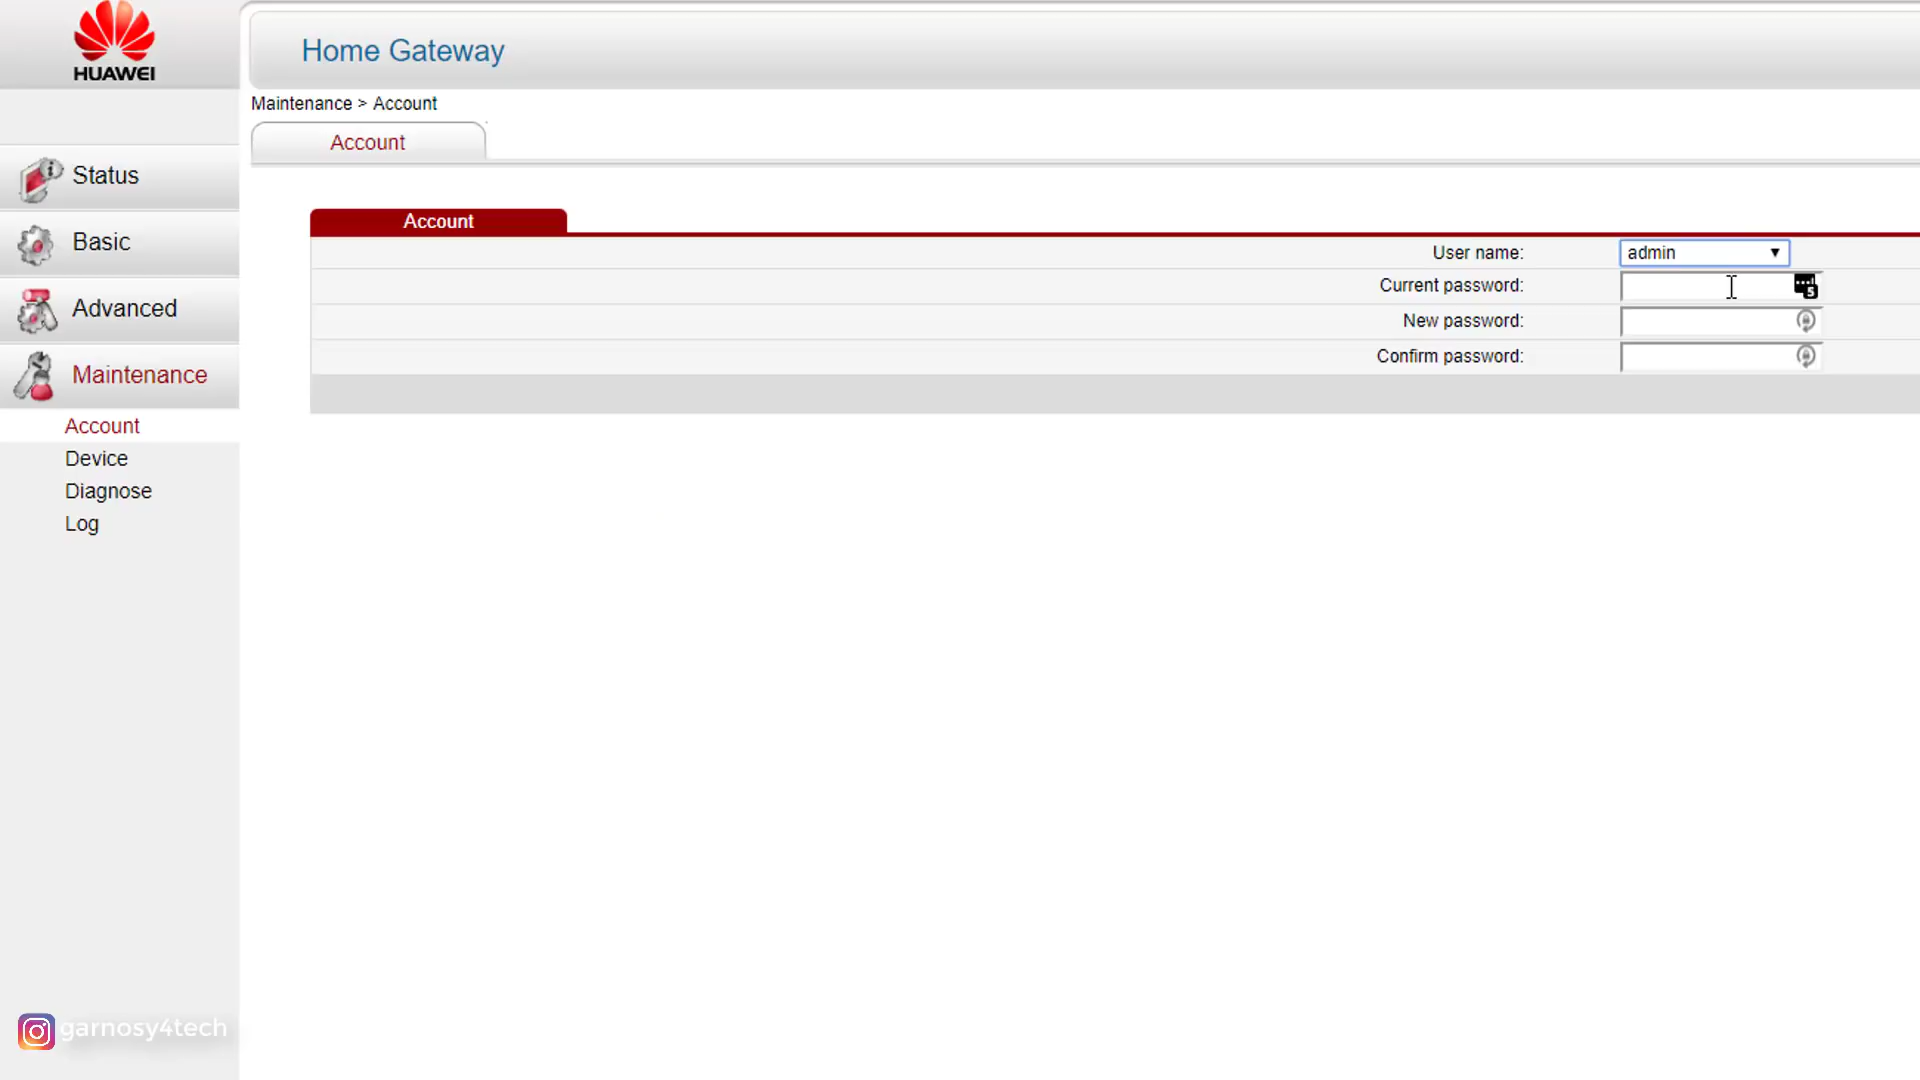 HUAWEI
Home Gateway
Maintenance > Account
Account
Status
Basic
Advanced
Maintenance
Account
Device
Diagnose
Log
Account
User name: admin
Current password:
5
New password:
Confirm password:
garnosy4tech